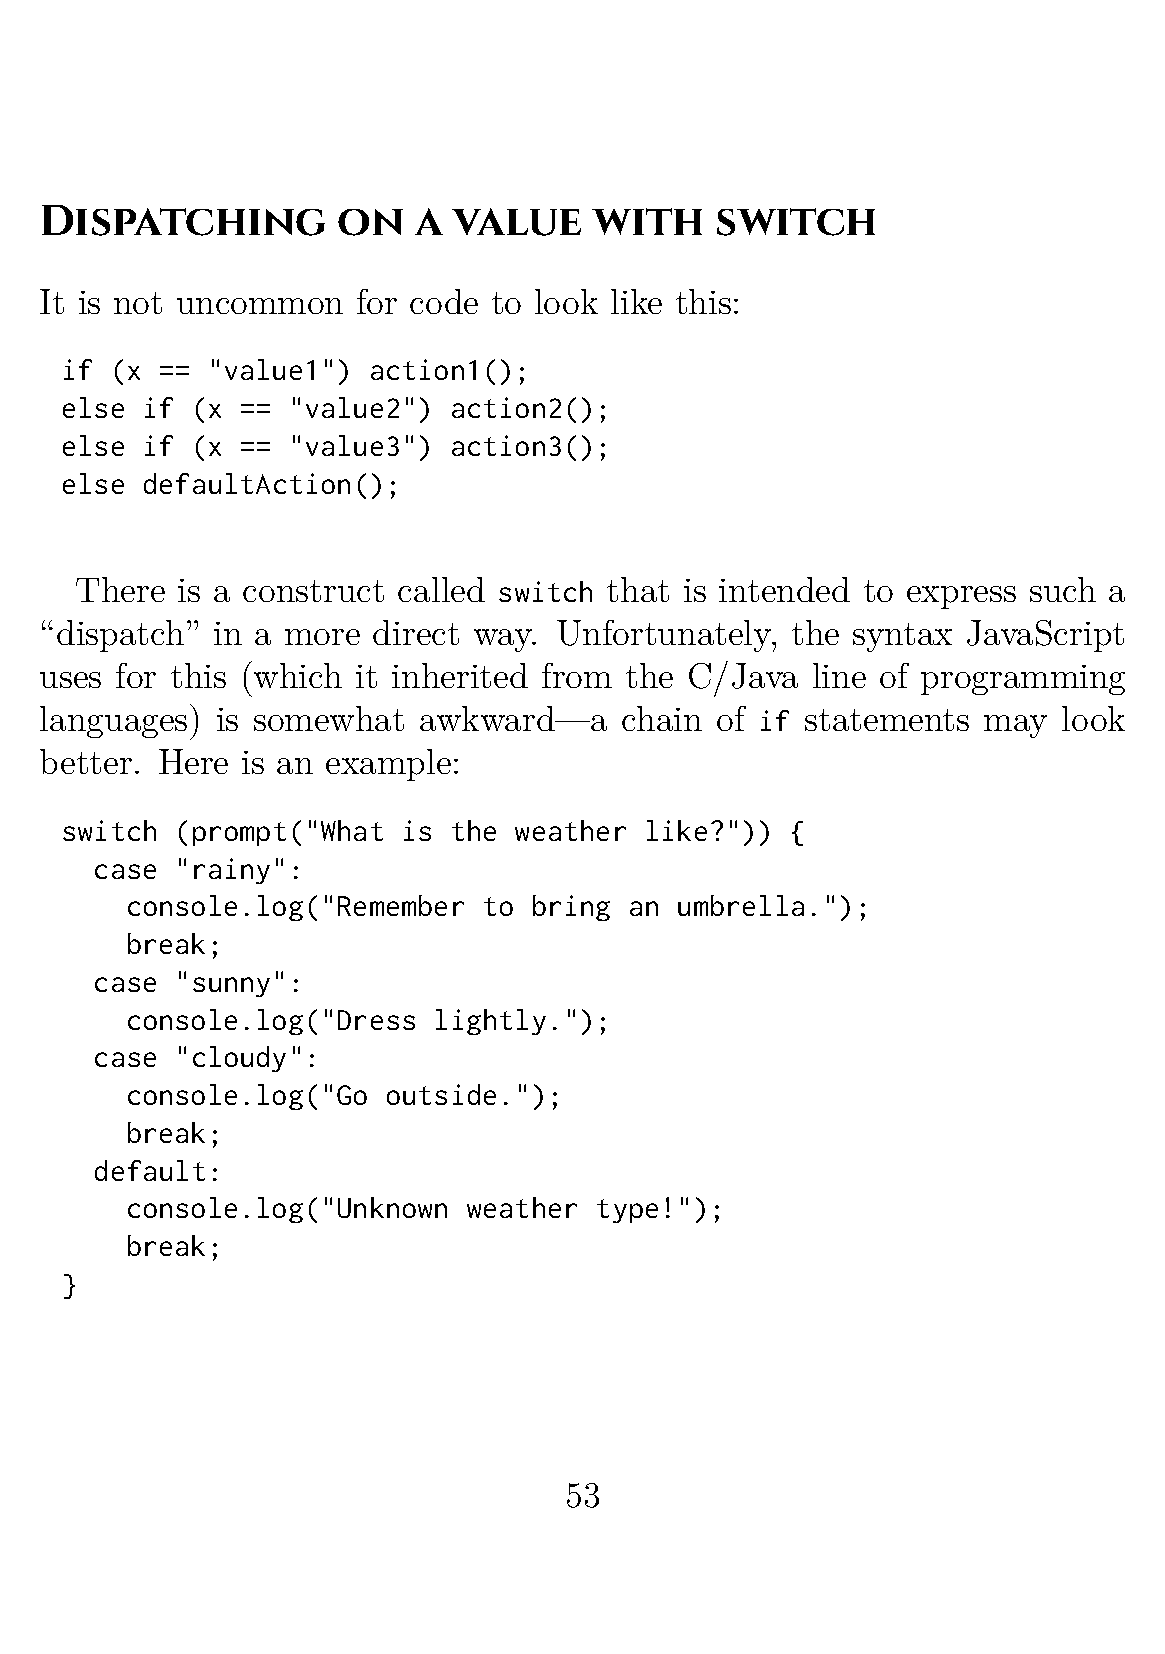 Dispatching on a value with switch
It is not uncommon for code to look like this:
if (x == "value1") action1();
else if (x == "value2") action2();
else if (x == "value3") action3();
else defaultAction();
There is a construct called switch that is intended to express such a
“dispatch” in a more direct way. Unfortunately, the syntax JavaScript
uses for this (which it inherited from the C/Java line of programming
languages) is somewhat awkward—a chain of if statements may look
better. Here is an example:
switch (prompt("What is the weather like?")) {
  case "rainy":
    console.log("Remember to bring an umbrella.");
    break;
  case "sunny":
    console.log("Dress lightly.");
  case "cloudy":
    console.log("Go outside.");
    break;
  default:
    console.log("Unknown weather type!");
    break;
}
53